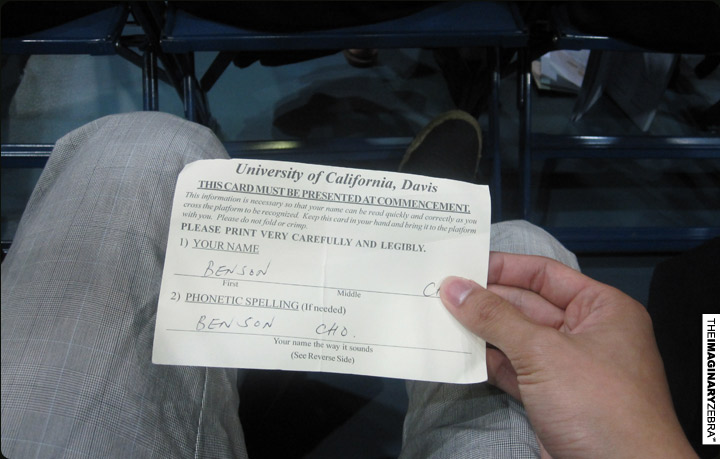 University of California, Davis
THIS CARD MUST BE PRESENTED AT COMMENCEMENT.
This information is necessary so that your name can be read quickly and correctly as you
cross the platform to be recognized. Keep this card in your hand and bring it to the platform
with you. Please do not fold or crimp.
PLEASE PRINT VERY CAREFULLY AND LEGIBLY.
1) YOUR NAME
BENSON C
First Middle
2) PHONETIC SPELLING (If needed)
BENSON CHO.
Your name the way it sounds
(See Reverse Side)
THEIMAGINARYZEBRA